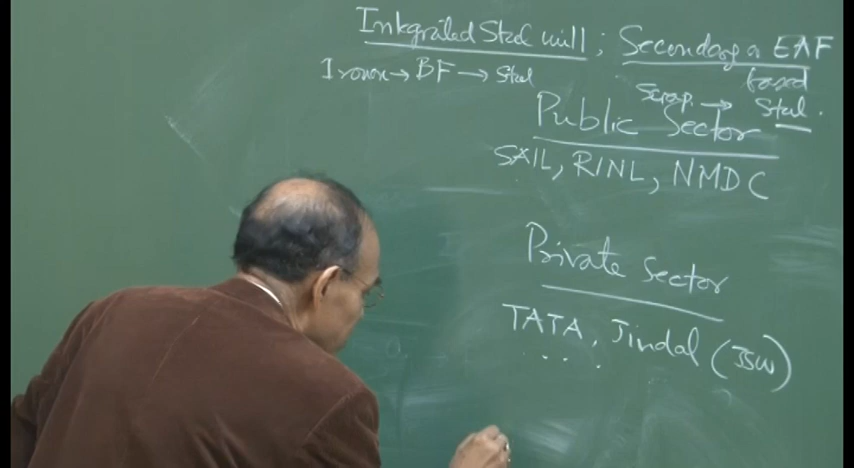 Integrated Steel mill ; Secondary or EAF
based
Iron ore → BF → Steel
Scrap → Steel.
Public Sector
SAIL, RINL, NMDC
Private Sector
TATA, Jindal (JSW)